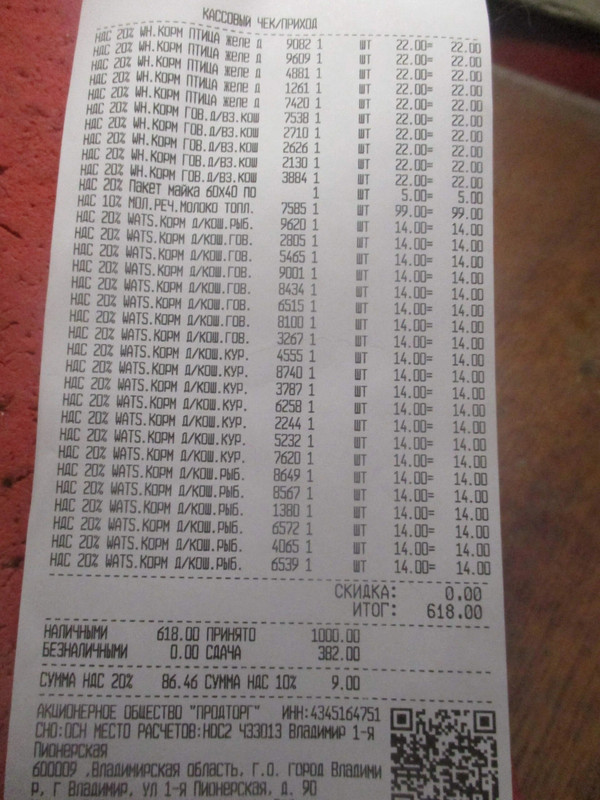 КАССОВЫЙ ЧЕК/ПРИХОД
НДС 20% WH.КОРМ ПТИЦА желе д 9082 1 ШТ 22.00= 22.00
НДС 20% WH.КОРМ ПТИЦА желе д 9609 1 ШТ 22.00= 22.00
НДС 20% WH.КОРМ ПТИЦА желе д 4881 1 ШТ 22.00= 22.00
НДС 20% WH.КОРМ ПТИЦА желе д 1261 1 ШТ 22.00= 22.00
НДС 20% WH.КОРМ ПТИЦА желе д 7420 1 ШТ 22.00= 22.00
НДС 20% WH.КОРМ ГОВ.Д/ВЗ.КОШ 7538 1 ШТ 22.00= 22.00
НДС 20% WH.КОРМ ГОВ.Д/ВЗ.КОШ 2710 1 ШТ 22.00= 22.00
НДС 20% WH.КОРМ ГОВ.Д/ВЗ.КОШ 2626 1 ШТ 22.00= 22.00
НДС 20% WH.КОРМ ГОВ.Д/ВЗ.КОШ 2130 1 ШТ 22.00= 22.00
НДС 20% WH.КОРМ ГОВ.Д/ВЗ.КОШ 3884 1 ШТ 22.00= 22.00
НДС 20% Пакет майка 60Х40 по 1 ШТ 5.00= 5.00
НДС 10% МОЛ.РЕЧ.МОЛОКО ТОПЛ. 7585 1 ШТ 99.00= 99.00
НДС 20% WATS.КОРМ Д/КОШ.РЫБ. 9620 1 ШТ 14.00= 14.00
НДС 20% WATS.КОРМ Д/КОШ.ГОВ. 2805 1 ШТ 14.00= 14.00
НДС 20% WATS.КОРМ Д/КОШ.ГОВ. 5465 1 ШТ 14.00= 14.00
НДС 20% WATS.КОРМ Д/КОШ.ГОВ. 9001 1 ШТ 14.00= 14.00
НДС 20% WATS.КОРМ Д/КОШ.ГОВ. 8434 1 ШТ 14.00= 14.00
НДС 20% WATS.КОРМ Д/КОШ.ГОВ. 6515 1 ШТ 14.00= 14.00
НДС 20% WATS.КОРМ Д/КОШ.ГОВ. 8100 1 ШТ 14.00= 14.00
НДС 20% WATS.КОРМ Д/КОШ.ГОВ. 3267 1 ШТ 14.00= 14.00
НДС 20% WATS.КОРМ Д/КОШ.КУР. 4555 1 ШТ 14.00= 14.00
НДС 20% WATS.КОРМ Д/КОШ.КУР. 8740 1 ШТ 14.00= 14.00
НДС 20% WATS.КОРМ Д/КОШ.КУР. 3787 1 ШТ 14.00= 14.00
НДС 20% WATS.КОРМ Д/КОШ.КУР. 6258 1 ШТ 14.00= 14.00
НДС 20% WATS.КОРМ Д/КОШ.КУР. 2244 1 ШТ 14.00= 14.00
НДС 20% WATS.КОРМ Д/КОШ.КУР. 5232 1 ШТ 14.00= 14.00
НДС 20% WATS.КОРМ Д/КОШ.КУР. 7620 1 ШТ 14.00= 14.00
НДС 20% WATS.КОРМ Д/КОШ.РЫБ. 8649 1 ШТ 14.00= 14.00
НДС 20% WATS.КОРМ Д/КОШ.РЫБ. 8567 1 ШТ 14.00= 14.00
НДС 20% WATS.КОРМ Д/КОШ.РЫБ. 1380 1 ШТ 14.00= 14.00
НДС 20% WATS.КОРМ Д/КОШ.РЫБ. 6572 1 ШТ 14.00= 14.00
НДС 20% WATS.КОРМ Д/КОШ.РЫБ. 4065 1 ШТ 14.00= 14.00
НДС 20% WATS.КОРМ Д/КОШ.РЫБ. 6539 1 ШТ 14.00= 14.00
СКИДКА: 0.00
ИТОГ: 618.00
НАЛИЧНЫМИ 618.00 ПРИНЯТО 1000.00
БЕЗНАЛИЧНЫМИ 0.00 СДАЧА 382.00
СУММА НДС 20% 86.46 СУММА НДС 10% 9.00
АКЦИОНЕРНОЕ ОБЩЕСТВО "ПРОДТОРГ" ИНН:4345164751
СНО:ОСН МЕСТО РАСЧЕТОВ:НОС2 ЧЗ3013 Владимир 1-я
Пионерская
600009 ,Владимирская область, Г.О. ГОРОД Владими
р, Г Владимир, ул 1-я Пионерская, д. 90